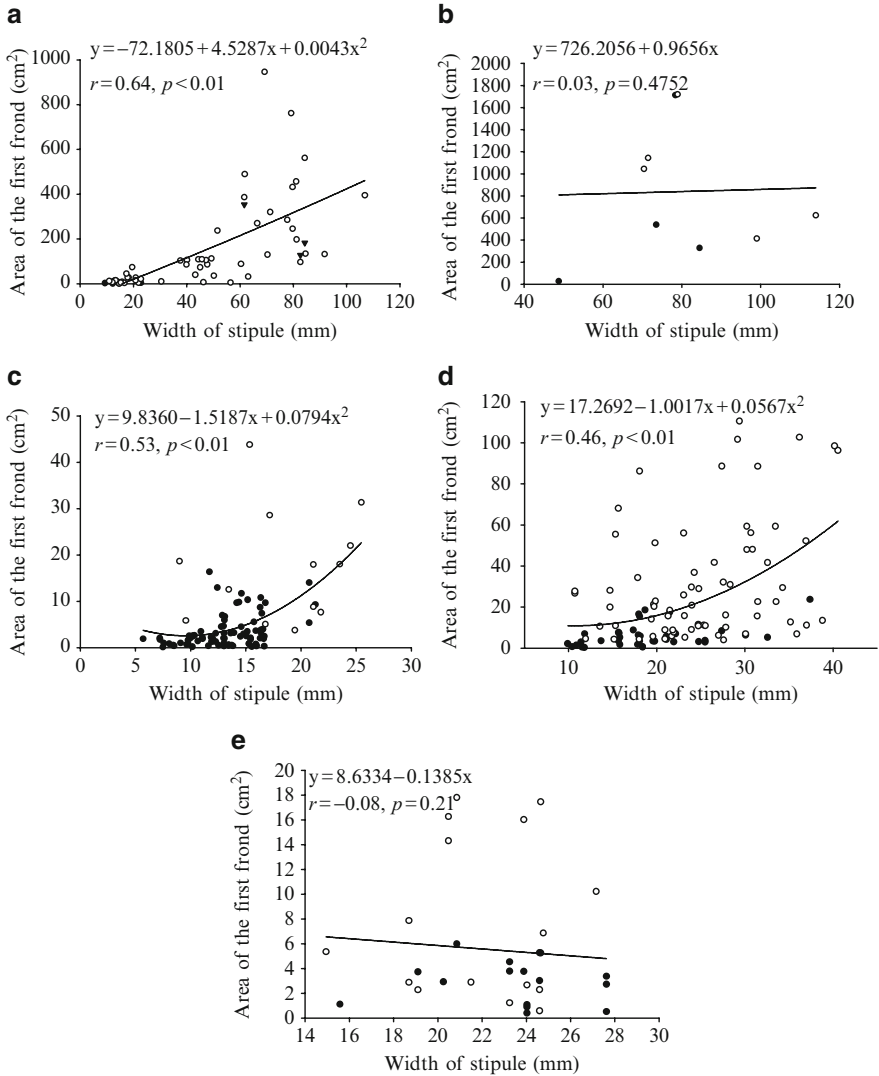 a
y=−72.1805+4.5287x+0.0043x²
r=0.64, p<0.01
Area of the first frond (cm²)
1000
800
600
400
200
0
0 20 40 60 80 100 120
Width of stipule (mm)
b
y=726.2056+0.9656x
r=0.03, p=0.4752
Area of the first frond (cm²)
2000
1800
1600
1400
1200
1000
800
600
400
200
0
40 60 80 100 120
Width of stipule (mm)
c
y=9.8360−1.5187x+0.0794x²
r=0.53, p<0.01
Area of the first frond (cm²)
50
40
30
20
10
0
0 5 10 15 20 25 30
Width of stipule (mm)
d
y=17.2692−1.0017x+0.0567x²
r=0.46, p<0.01
Area of the first frond (cm²)
120
100
80
60
40
20
0
10 20 30 40
Width of stipule (mm)
e
y=8.6334−0.1385x
r=−0.08, p=0.21
Area of the first frond (cm²)
20
18
16
14
12
10
8
6
4
2
0
14 16 18 20 22 24 26 28 30
Width of stipule (mm)